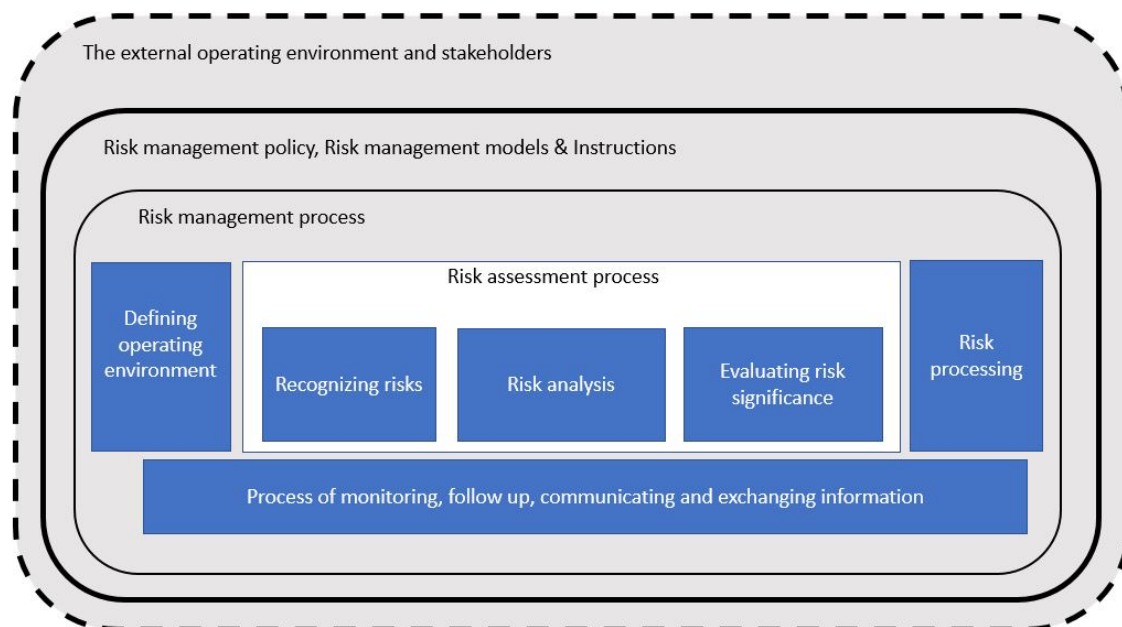 The external operating environment and stakeholders
Risk management policy, Risk management models & Instructions
Risk management process
Defining
operating
environment
Risk assessment process
Recognizing risks
Risk analysis
Evaluating risk
significance
Risk
processing
Process of monitoring, follow up, communicating and exchanging information